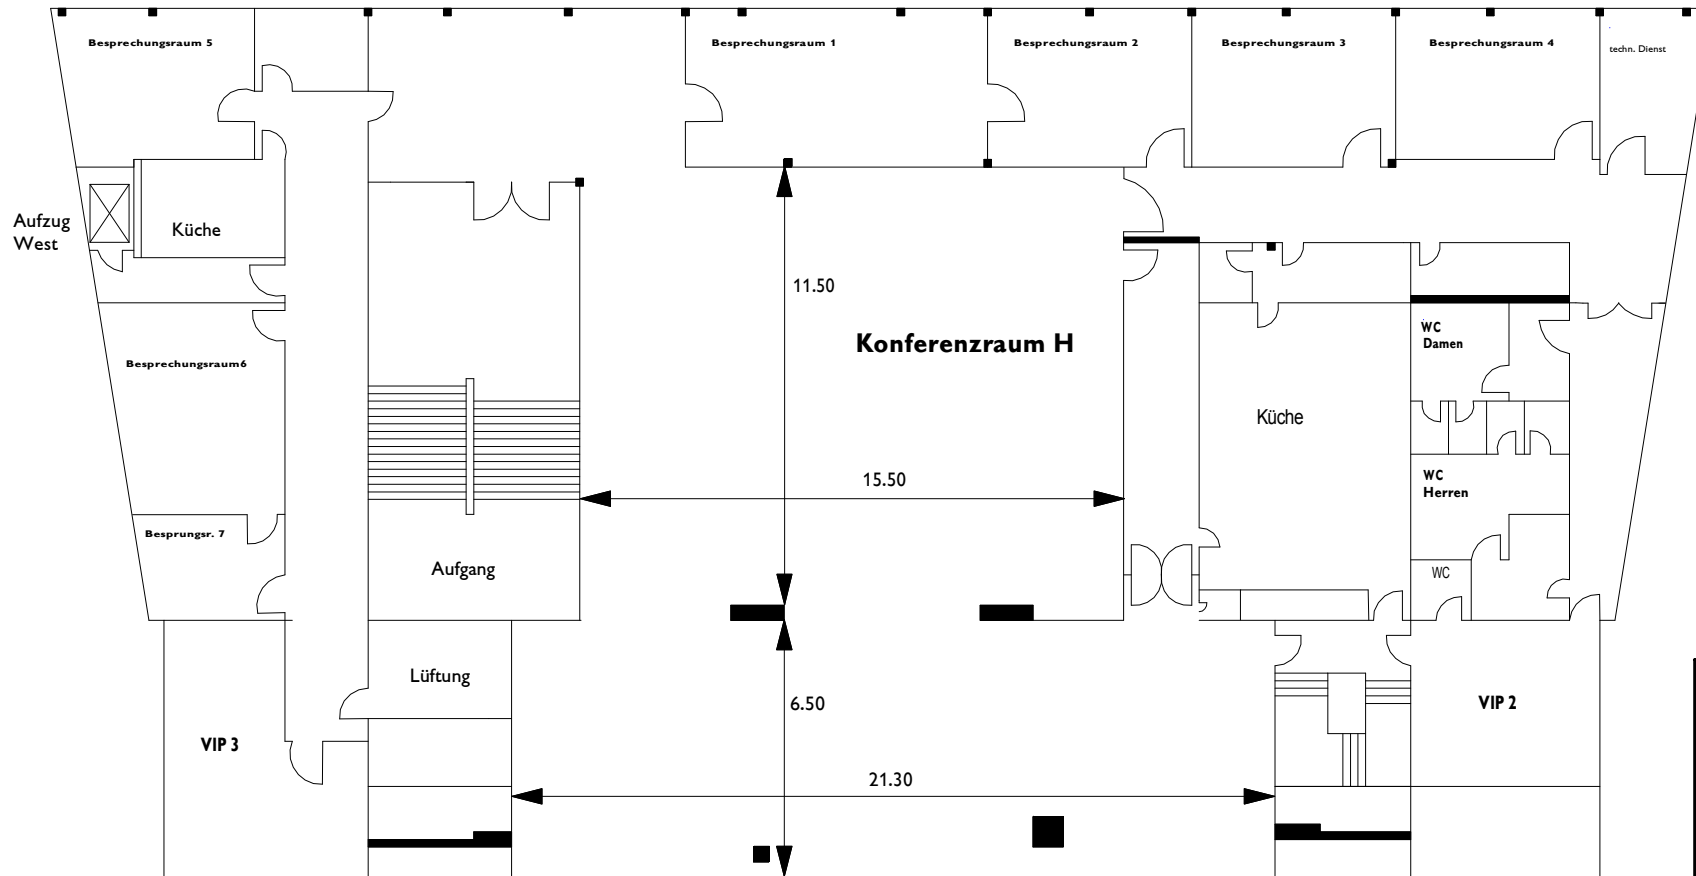 Besprechungsraum 5
Besprechungsraum 1
Besprechungsraum 2
Besprechungsraum 3
Besprechungsraum 4
techn. Dienst
Aufzug
West
Küche
11.50
Konferenzraum H
WC
Damen
Besprechungsraum6
Küche
15.50
WC
Herren
Besprungsr. 7
Aufgang
WC
Lüftung
6.50
VIP 2
VIP 3
21.30